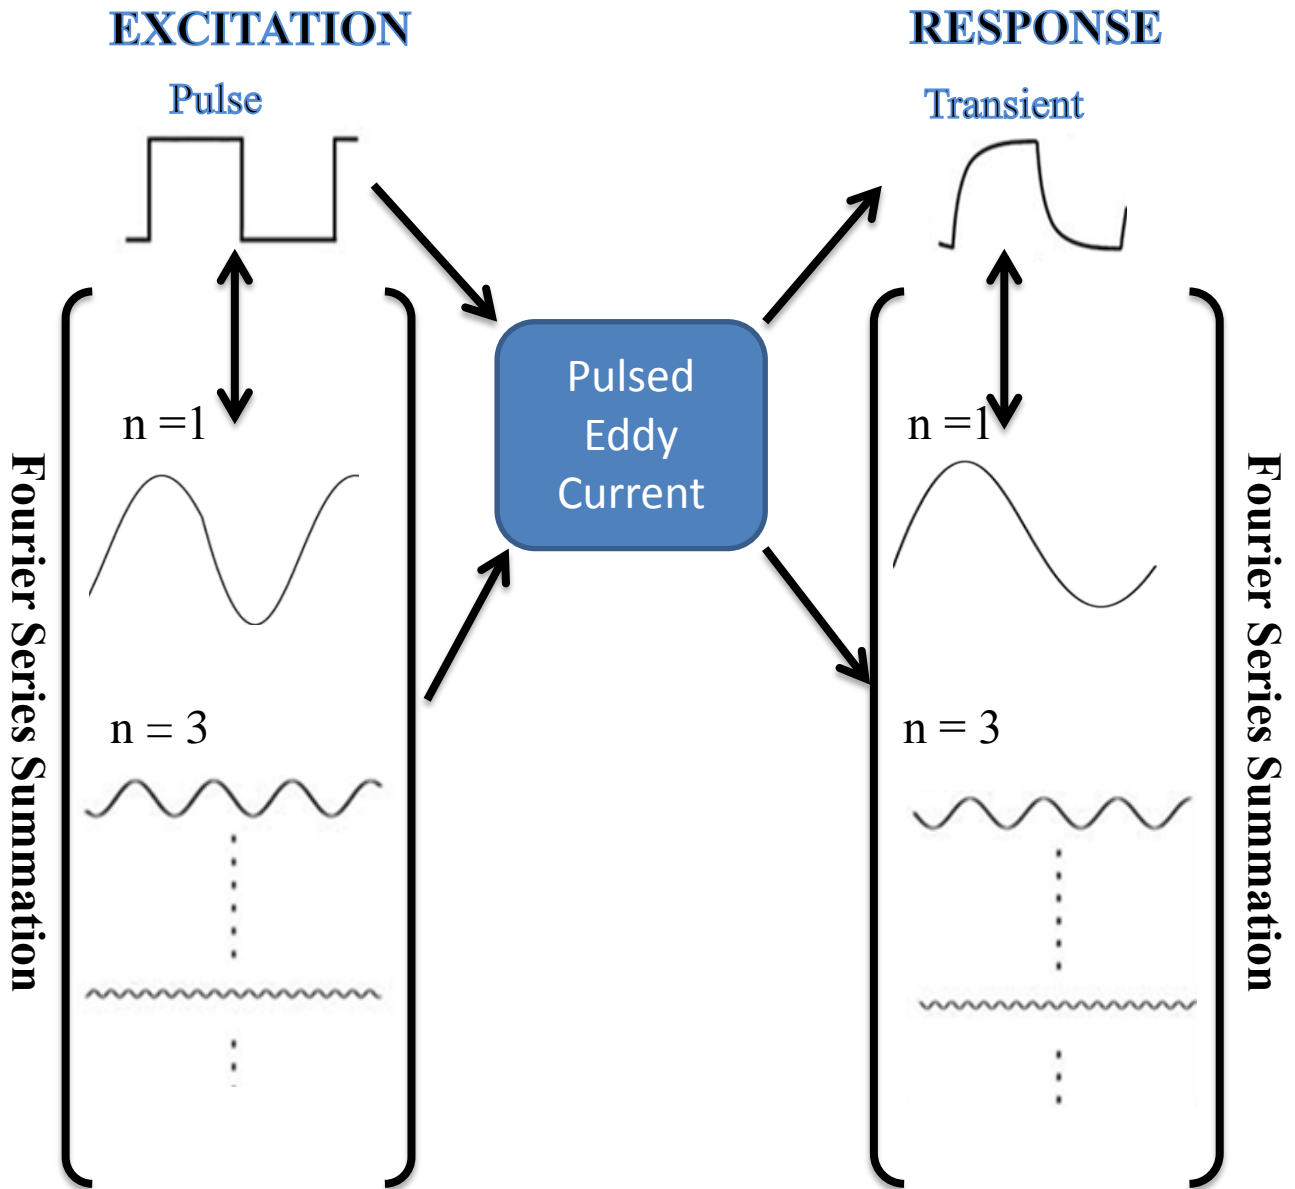 EXCITATION
Pulse
RESPONSE
Transient
Pulsed
Eddy
Current
n =1
n = 3
Fourier Series Summation
n =1
n = 3
Fourier Series Summation